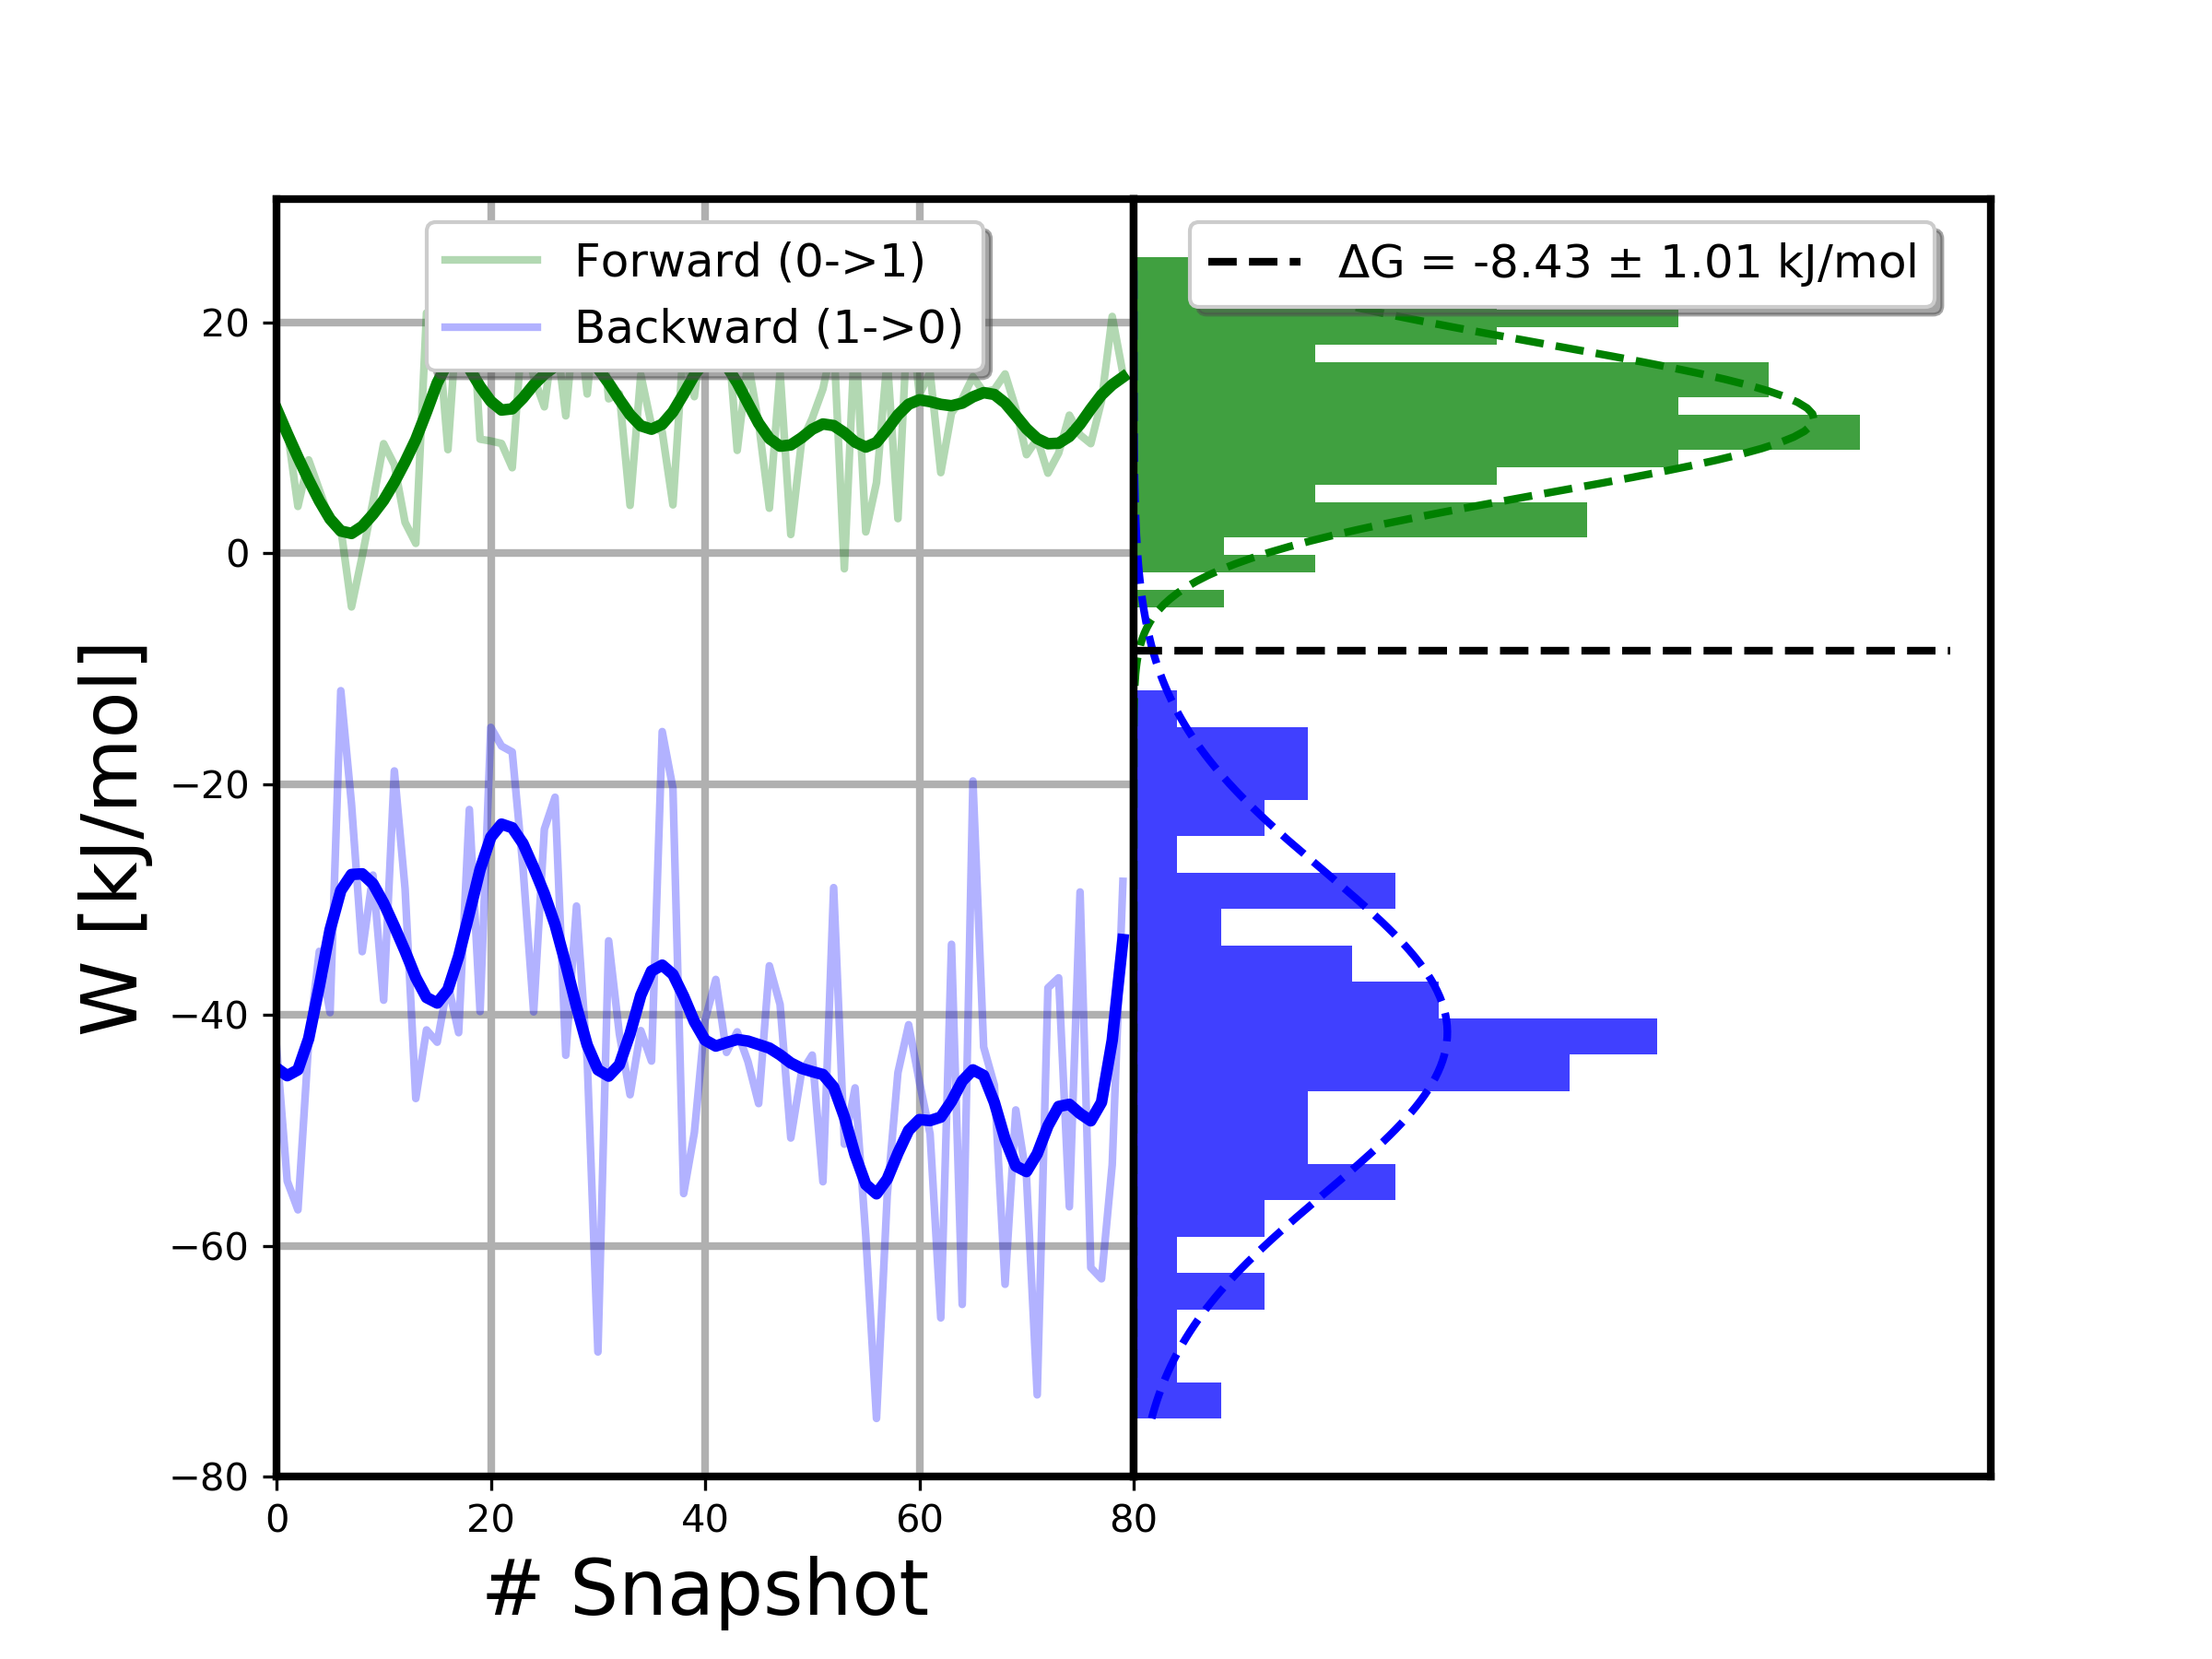 Forward (0->1)
Backward (1->0)
ΔG = -8.43 ± 1.01 kJ/mol
W [kJ/mol]
20
0
−20
−40
−60
−80
0 20 40 60 80
# Snapshot